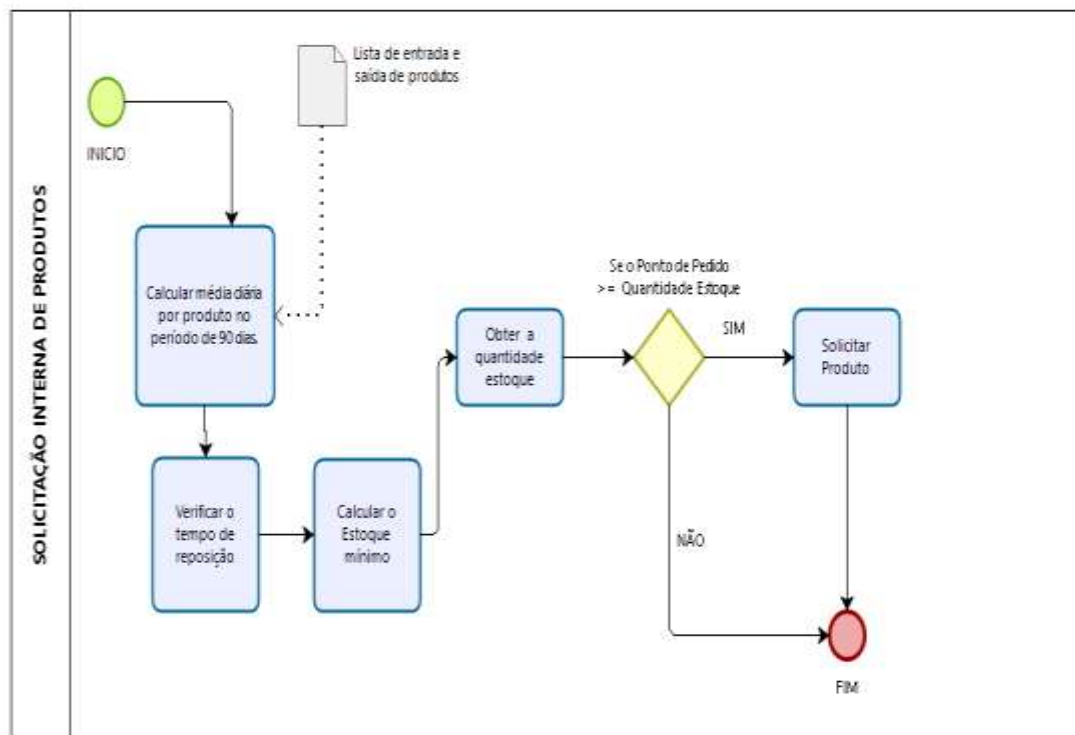 SOLICITAÇÃO INTERNA DE PRODUTOS
Lista de entrada e
saída de produtos
INICIO
Calcular média diária
por produto no
período de 90 dias.
Verificar o
tempo de
reposição
Calcular o
Estoque
mínimo
Obter a
quantidade
estoque
Se o Ponto de Pedido
>= Quantidade Estoque
SIM
Solicitar
Produto
NÃO
FIM